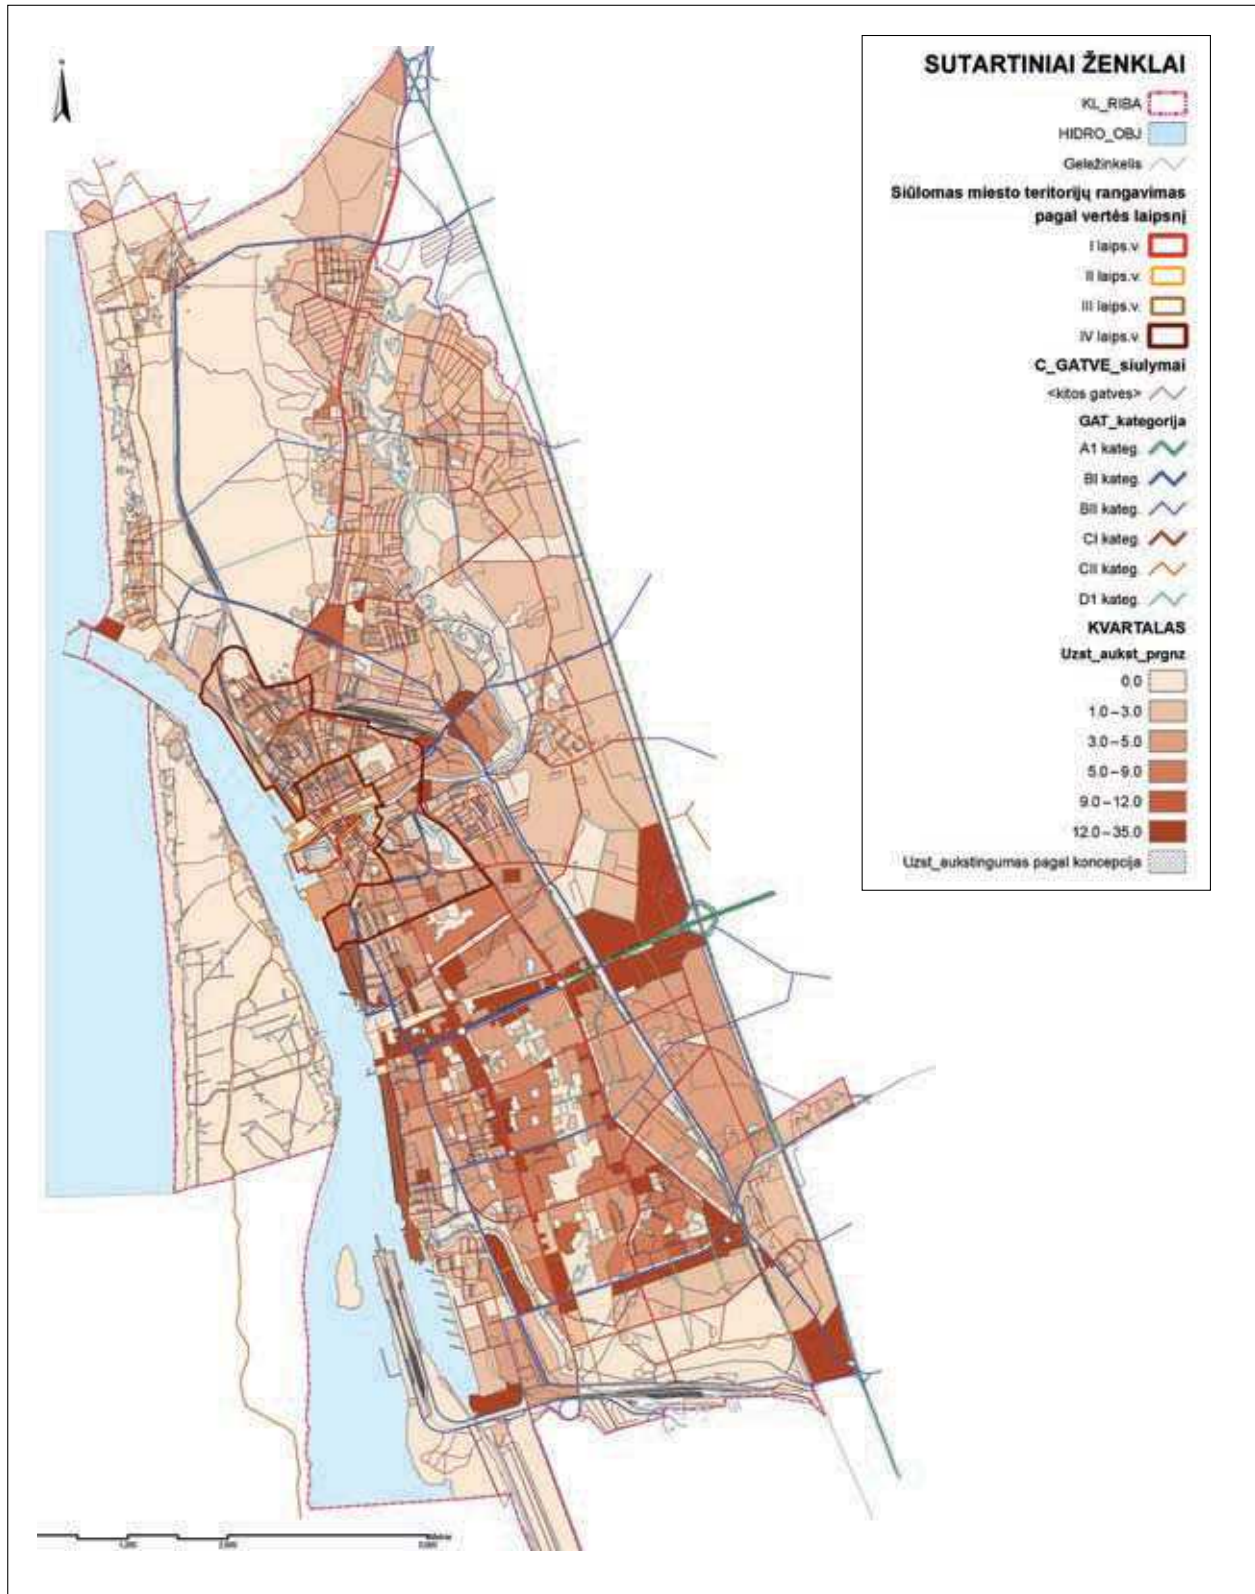 SUTARTINIAI ŽENKLAI
KL_RIBA
HIDRO_OBJ
Geležinkelis
Siūlomas miesto teritorijų rangavimas
pagal vertės laipsnį
I laips.v.
II laips.v.
III laips.v.
IV laips.v.
C_GATVE_siulymai
<kitos gatves>
GAT_kategorija
A1 kateg.
BI kateg.
BII kateg.
CI kateg.
CII kateg.
D1 kateg.
KVARTALAS
Uzst_aukst_prgnz
0.0
1.0–3.0
3.0–5.0
5.0–9.0
9.0–12.0
12.0–35.0
Uzst_aukstingumas pagal koncepcija